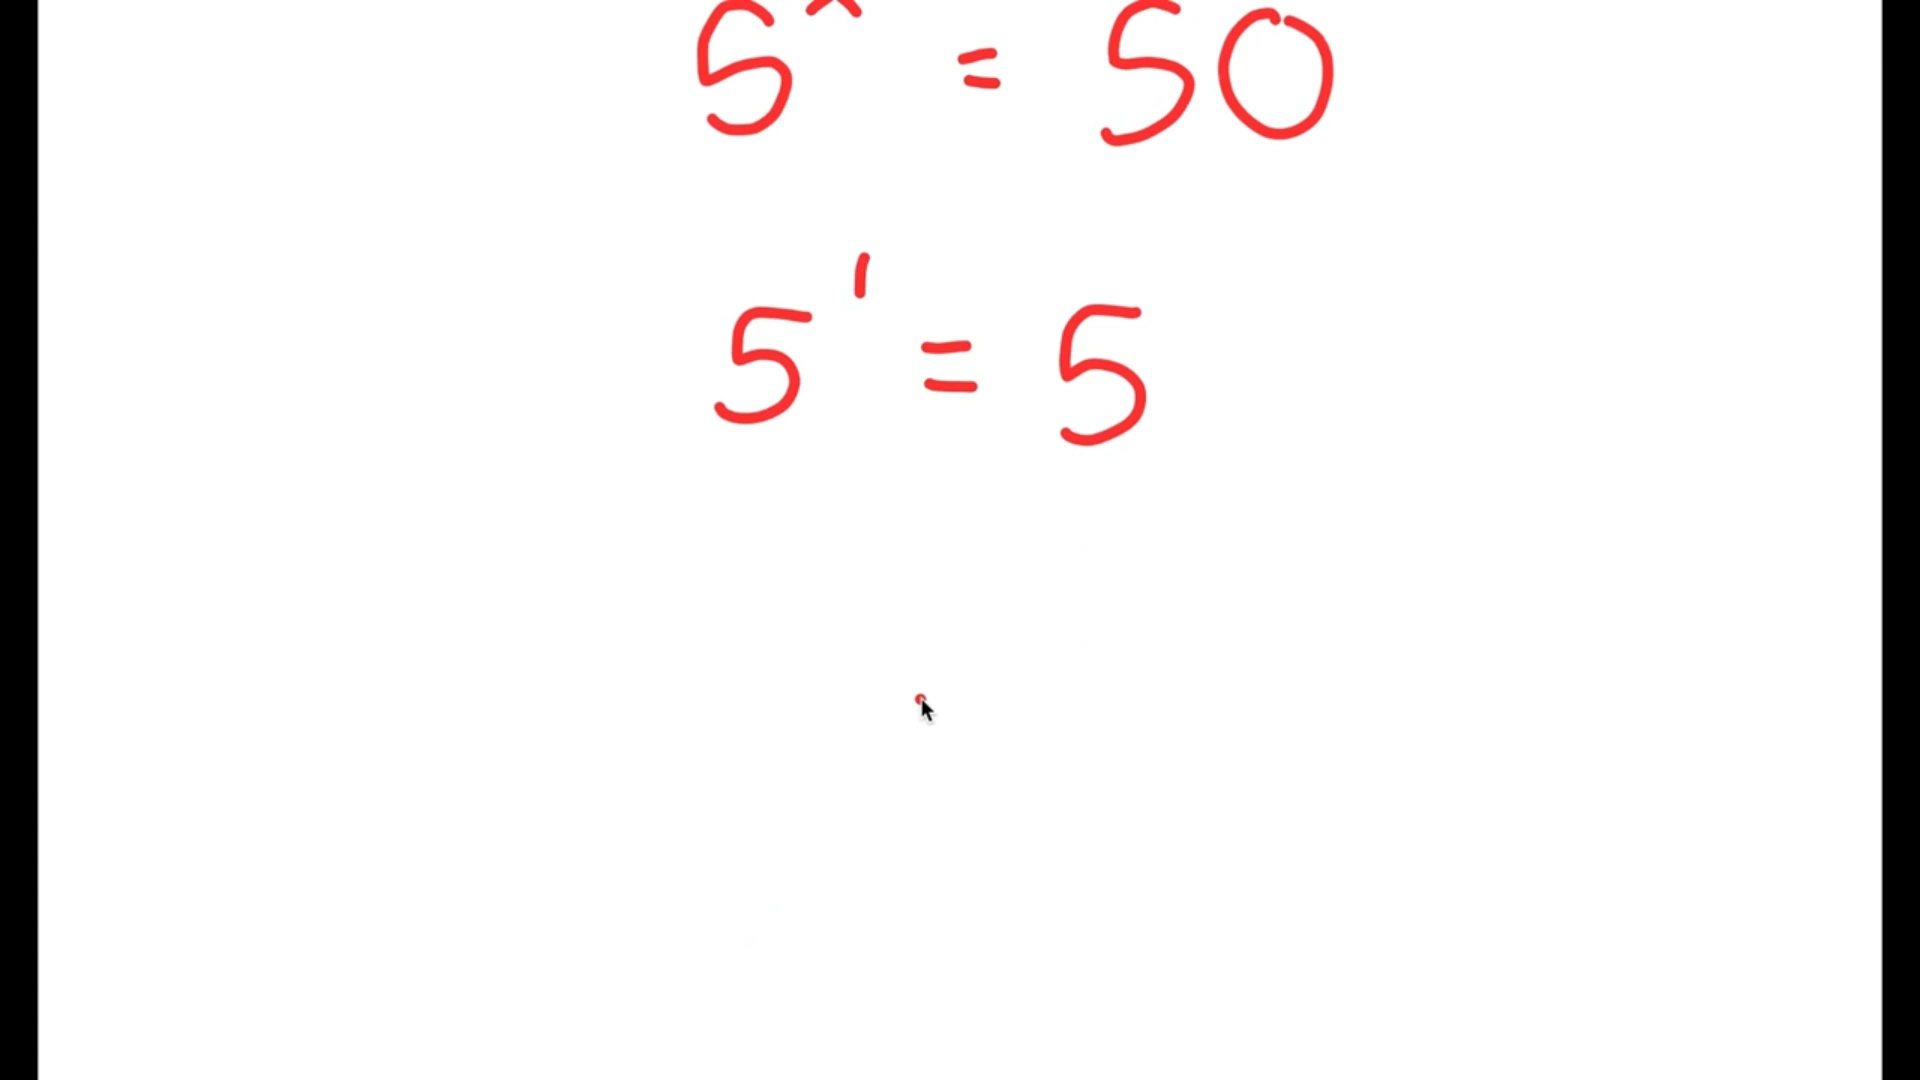 5^x = 50
5^1 = 5